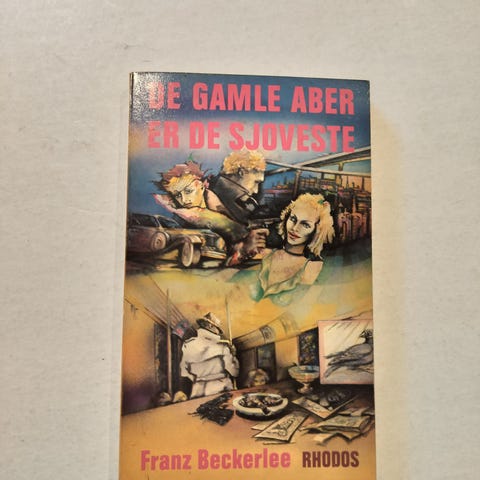 DE GAMLE ABER
ER DE SJOVESTE
Franz Beckerlee RHODOS